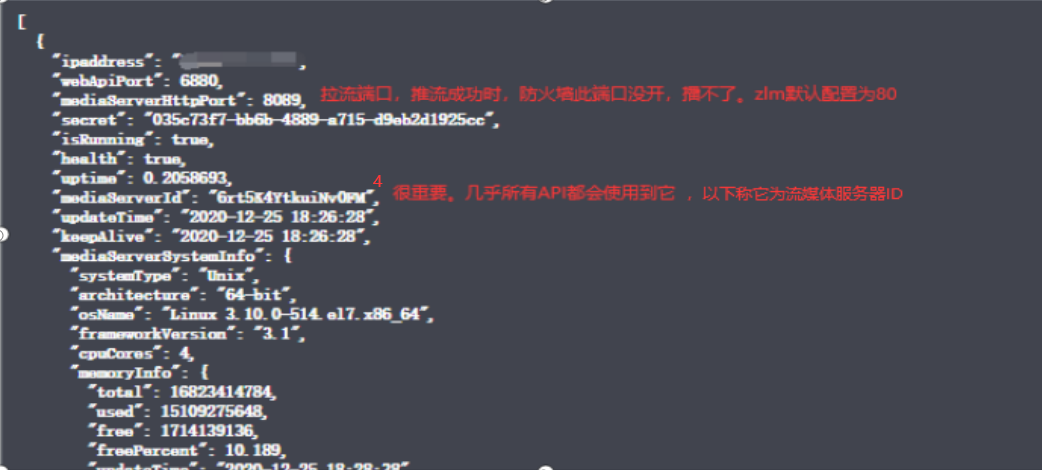 [
{
"ipaddress": "          ,
"webApiPort": 6880,
"mediaServerHttpPort": 8089, 拉流端口，推流成功时，防火墙此端口没开，播不了。zlm默认配置为80
"secret": "035c73f7-bb6b-4889-a715-d9eb2d1925cc",
"isRunning": true,
"health": true,
"uptime": 0.2058693,
4
"mediaServerId": "6rt5K4YtkuiNvOFM", 很重要。几乎所有API都会使用到它 ，以下称它为流媒体服务器ID
"updateTime": "2020-12-25 18:26:28",
"keepAlive": "2020-12-25 18:26:28",
"mediaServerSystemInfo": {
"systemType": "Unix",
"architecture": "64-bit",
"osName": "Linux 3.10.0-514.el7.x86_64",
"frameworkVersion": "3.1",
"cpuCores": 4,
"memoryInfo": {
"total": 16823414784,
"used": 15109275648,
"free": 1714139136,
"freePercent": 10.189,
"updateTime": "2020-12-25 18:28:28"